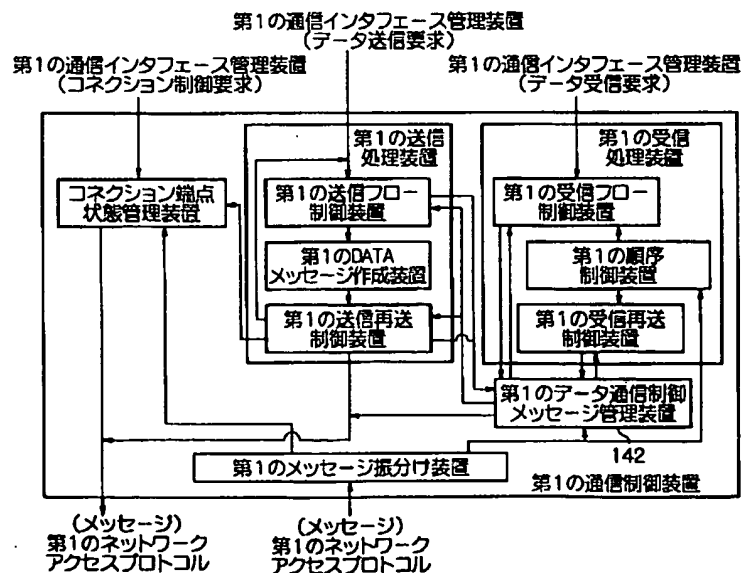 第1の通信インタフェース管理装置
(データ送信要求)
第1の通信インタフェース管理装置
(コネクション制御要求)
第1の通信インタフェース管理装置
(データ受信要求)
第1の送信
処理装置
第1の受信
処理装置
コネクション端点
状態管理装置
第1の送信フロー
制御装置
第1の受信フロー
制御装置
第1のDATA
メッセージ作成装置
第1の順序
制御装置
第1の送信再送
制御装置
第1の受信再送
制御装置
第1のデータ通信制御
メッセージ管理装置
142
第1のメッセージ振分け装置
第1の通信制御装置
(メッセージ)
第1のネットワーク
アクセスプロトコル
(メッセージ)
第1のネットワーク
アクセスプロトコル